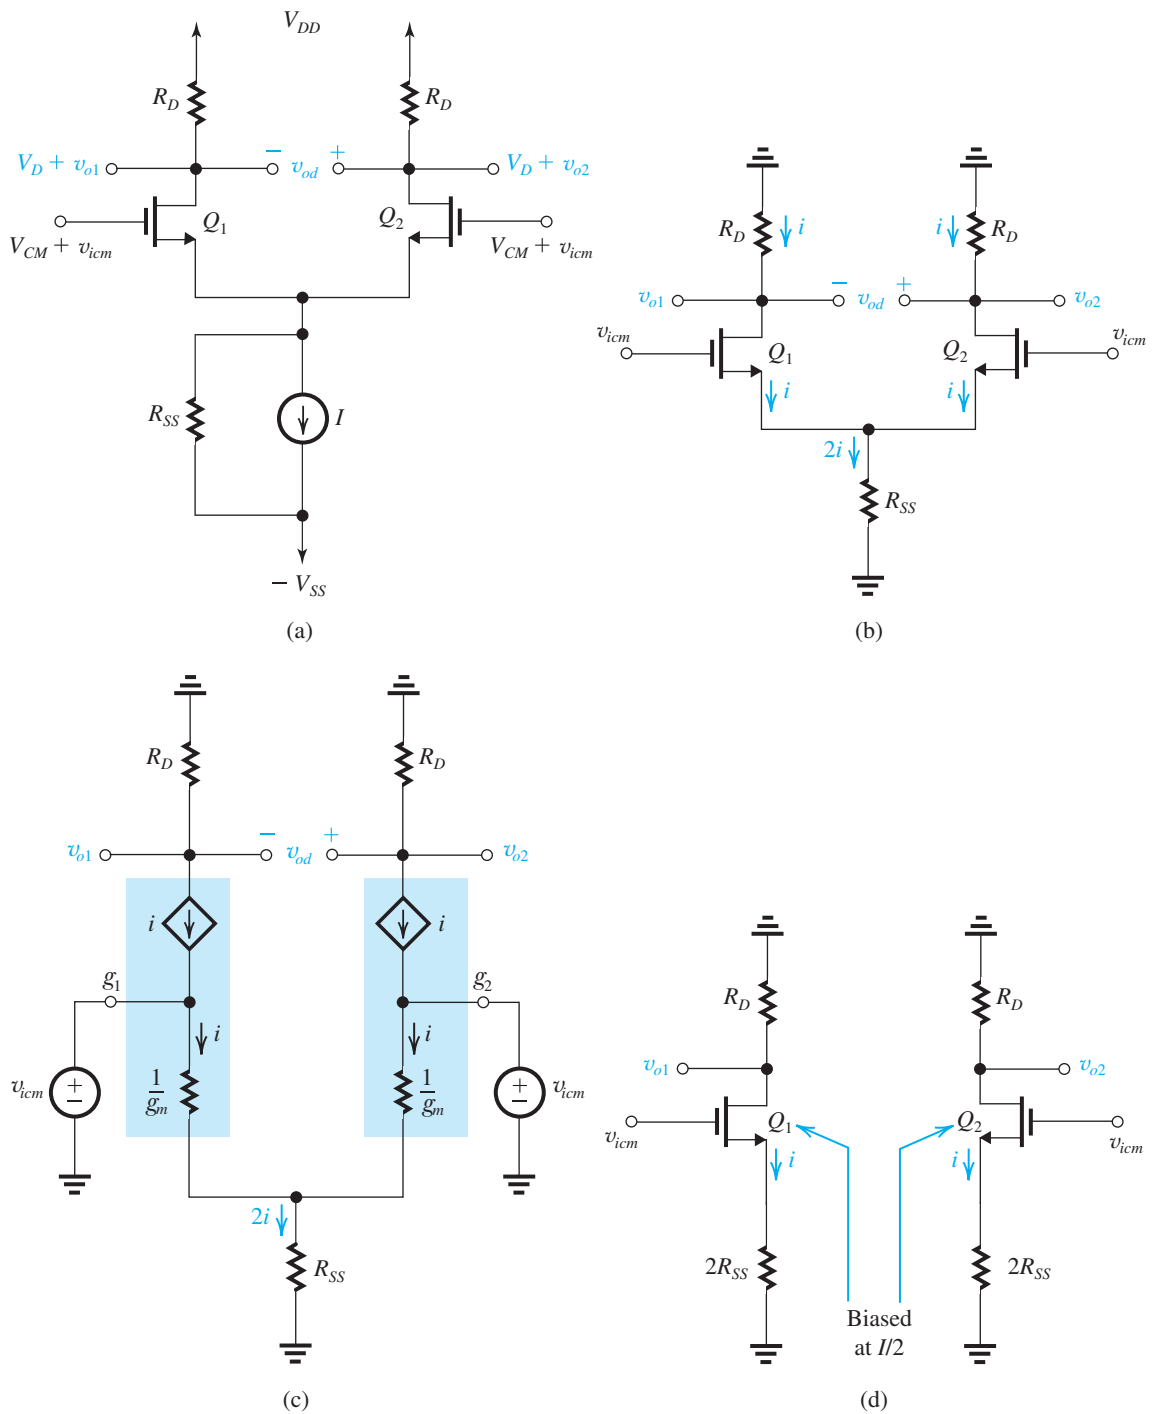 V_DD
R_D
R_D
V_D + v_o1
− v_od +
V_D + v_o2
Q_1
Q_2
V_CM + v_icm
V_CM + v_icm
R_SS
I
− V_SS
(a)
R_D
i
i
R_D
v_o1
− v_od +
v_o2
v_icm
Q_1
Q_2
v_icm
i
i
2i
R_SS
(b)
R_D
R_D
v_o1
− v_od +
v_o2
i
i
g_1
g_2
i
i
v_icm
+
−
1/g_m
1/g_m
+
−
v_icm
2i
R_SS
(c)
R_D
R_D
v_o1
v_o2
v_icm
Q_1
Q_2
v_icm
i
i
2R_SS
2R_SS
Biased
at I/2
(d)